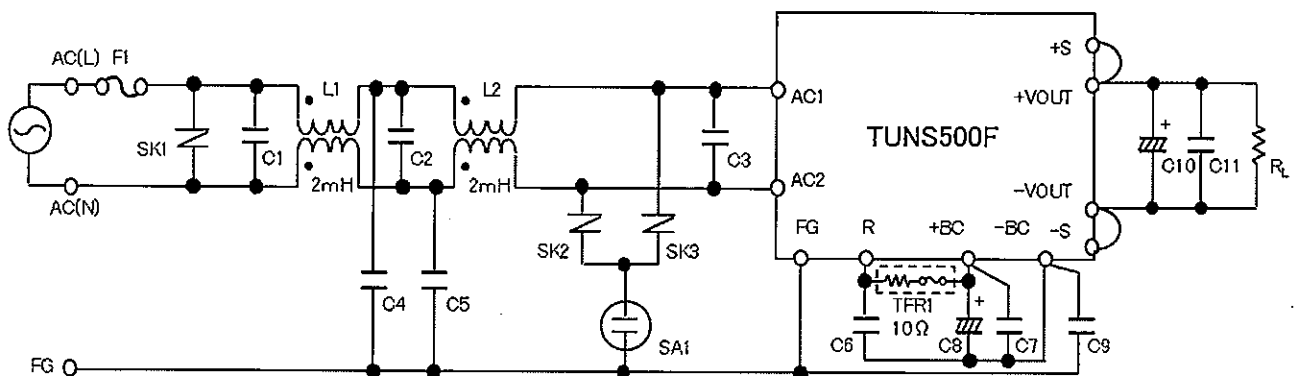 AC(L) F1
L1
L2
SK1
C1
C2
2mH
2mH
AC(N)
C3
AC1
AC2
TUNS500F
+S
+VOUT
-VOUT
-S
+
C10
C11
RL
FG
R
+BC
-BC
SK2
SK3
C4
C5
SA1
TFR1
10Ω
+
C6
C8
C7
C9
FG